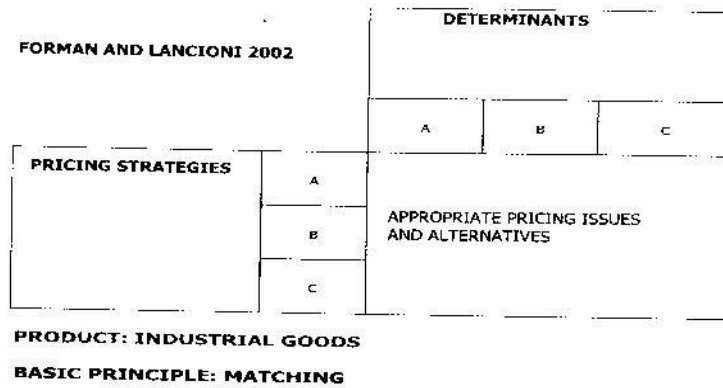 DETERMINANTS
FORMAN AND LANCIONI 2002
A B C
PRICING STRATEGIES
A
B
C
APPROPRIATE PRICING ISSUES
AND ALTERNATIVES
PRODUCT: INDUSTRIAL GOODS
BASIC PRINCIPLE: MATCHING